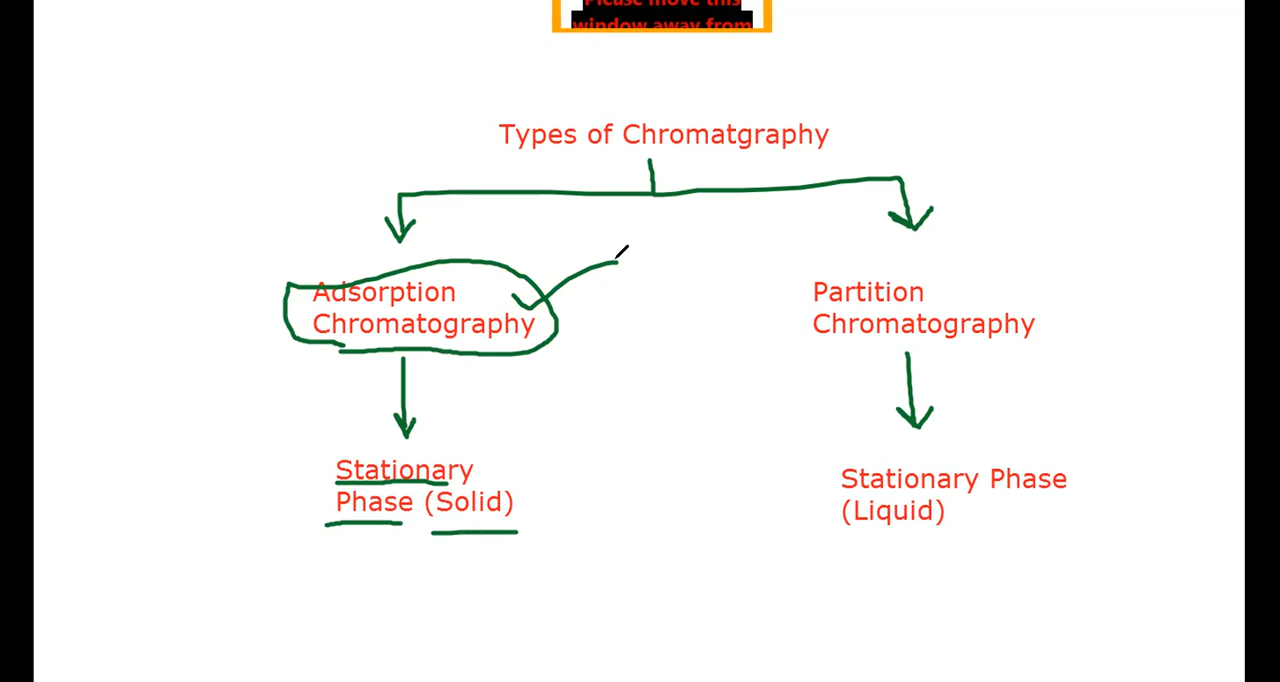 Please move this
window away from
Types of Chromatgraphy
Adsorption
Chromatography
Partition
Chromatography
Stationary
Phase (Solid)
Stationary Phase
(Liquid)